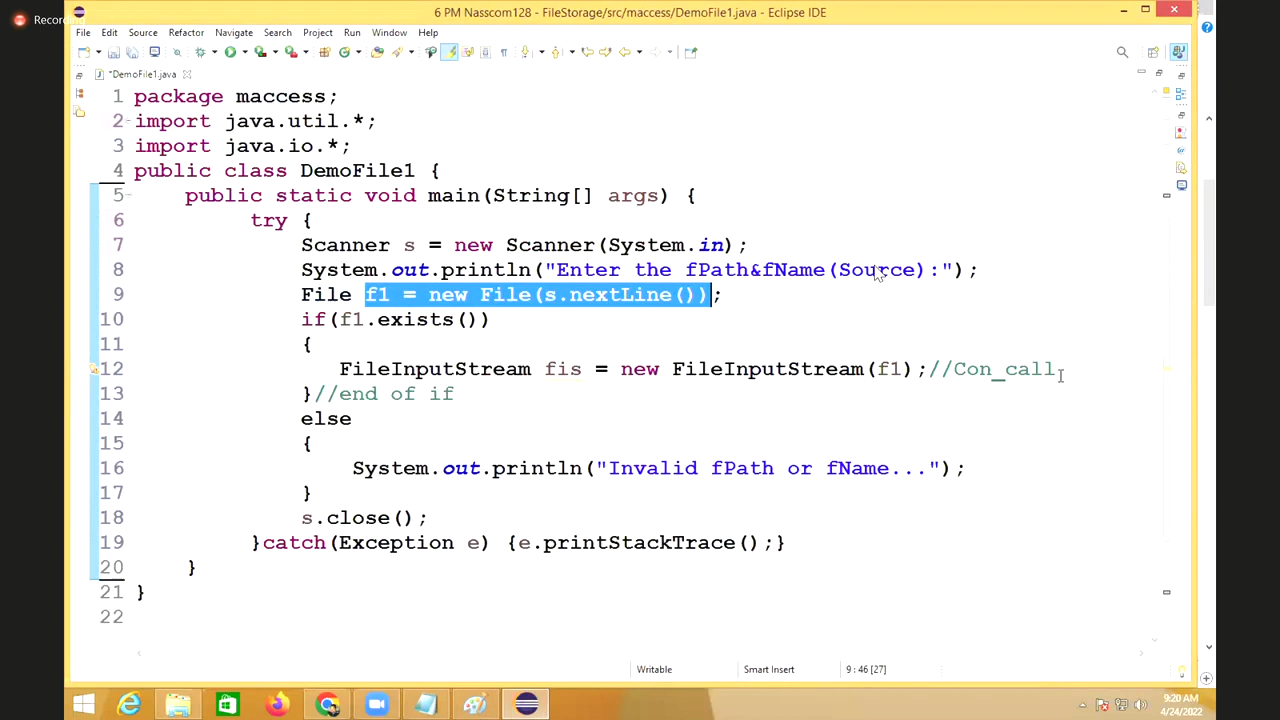 Recording
6 PM Nasscom128 - FileStorage/src/maccess/DemoFile1.java - Eclipse IDE
File Edit Source Refactor Navigate Search Project Run Window Help
*DemoFile1.java
1 package maccess;
2 import java.util.*;
3 import java.io.*;
4 public class DemoFile1 {
5 public static void main(String[] args) {
6 try {
7 Scanner s = new Scanner(System.in);
8 System.out.println("Enter the fPath&fName(Source):");
9 File f1 = new File(s.nextLine());
10 if(f1.exists())
11 {
12 FileInputStream fis = new FileInputStream(f1);//Con_call
13 }//end of if
14 else
15 {
16 System.out.println("Invalid fPath or fName...");
17 }
18 s.close();
19 }catch(Exception e) {e.printStackTrace();}
20 }
21 }
22
Writable Smart Insert 9 : 46 [27]
9:20 AM
4/24/2022